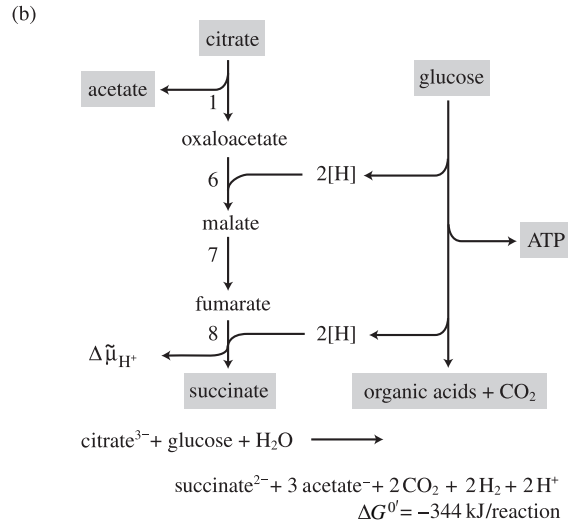 (b)
citrate
glucose
acetate
1
oxaloacetate
6
2[H]
malate
ATP
7
fumarate
8
2[H]
Δμ̃H⁺
succinate
organic acids + CO₂
citrate³⁻+ glucose + H₂O ⟶
succinate²⁻+ 3 acetate⁻+ 2 CO₂ + 2 H₂ + 2 H⁺
ΔG⁰′= −344 kJ/reaction